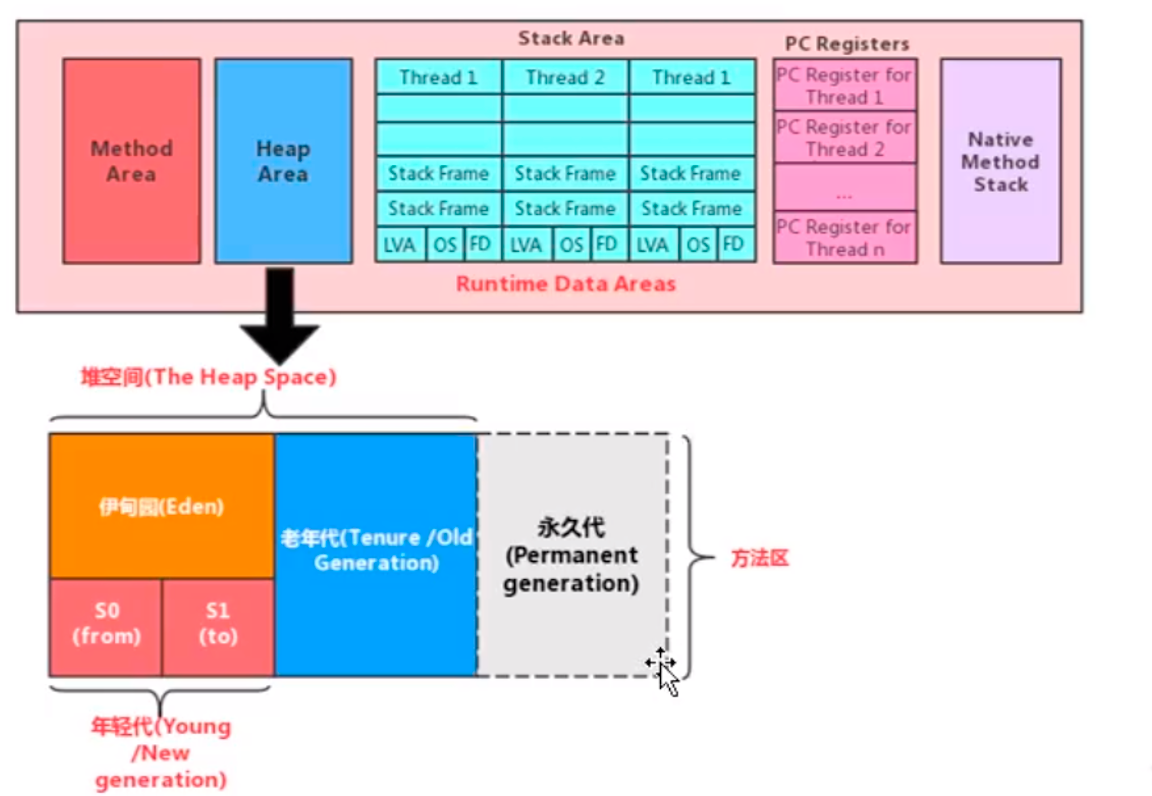 Stack Area
PC Registers
Method
Area
Heap
Area
Thread 1
Thread 2
Thread 1
Stack Frame
Stack Frame
Stack Frame
Stack Frame
Stack Frame
Stack Frame
LVA
OS
FD
LVA
OS
FD
LVA
OS
FD
PC Register for
Thread 1
PC Register for
Thread 2
...
PC Register for
Thread n
Native
Method
Stack
Runtime Data Areas
堆空间(The Heap Space)
伊甸园(Eden)
S0
(from)
S1
(to)
老年代(Tenure /Old
Generation)
永久代
(Permanent
generation)
方法区
年轻代(Young
/New
generation)